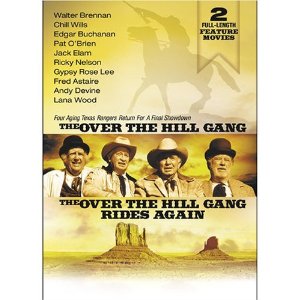 Walter Brennan
Chill Wills
Edgar Buchanan
Pat O'Brien
Jack Elam
Ricky Nelson
Gypsy Rose Lee
Fred Astaire
Andy Devine
Lana Wood
2
FULL-LENGTH
FEATURE
MOVIES
Four Aging Texas Rangers Return For A Final Showdown
THE OVER THE HILL GANG
THE OVER THE HILL GANG
RIDES AGAIN